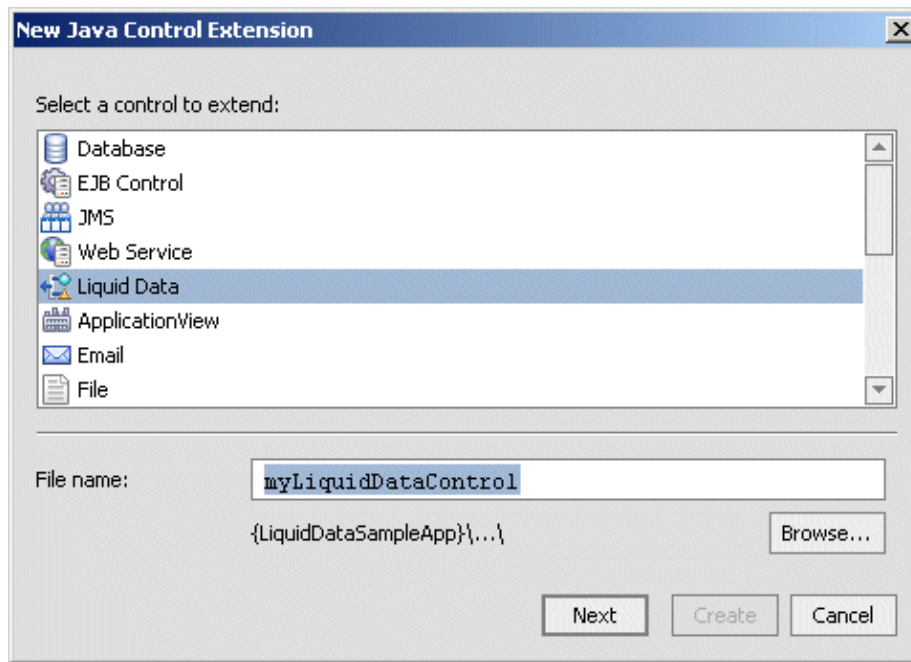 New Java Control Extension
Select a control to extend:
Database
EJB Control
JMS
Web Service
Liquid Data
ApplicationView
Email
File
File name:
myLiquidDataControl
{LiquidDataSampleApp}\...\
Browse...
Next
Create
Cancel